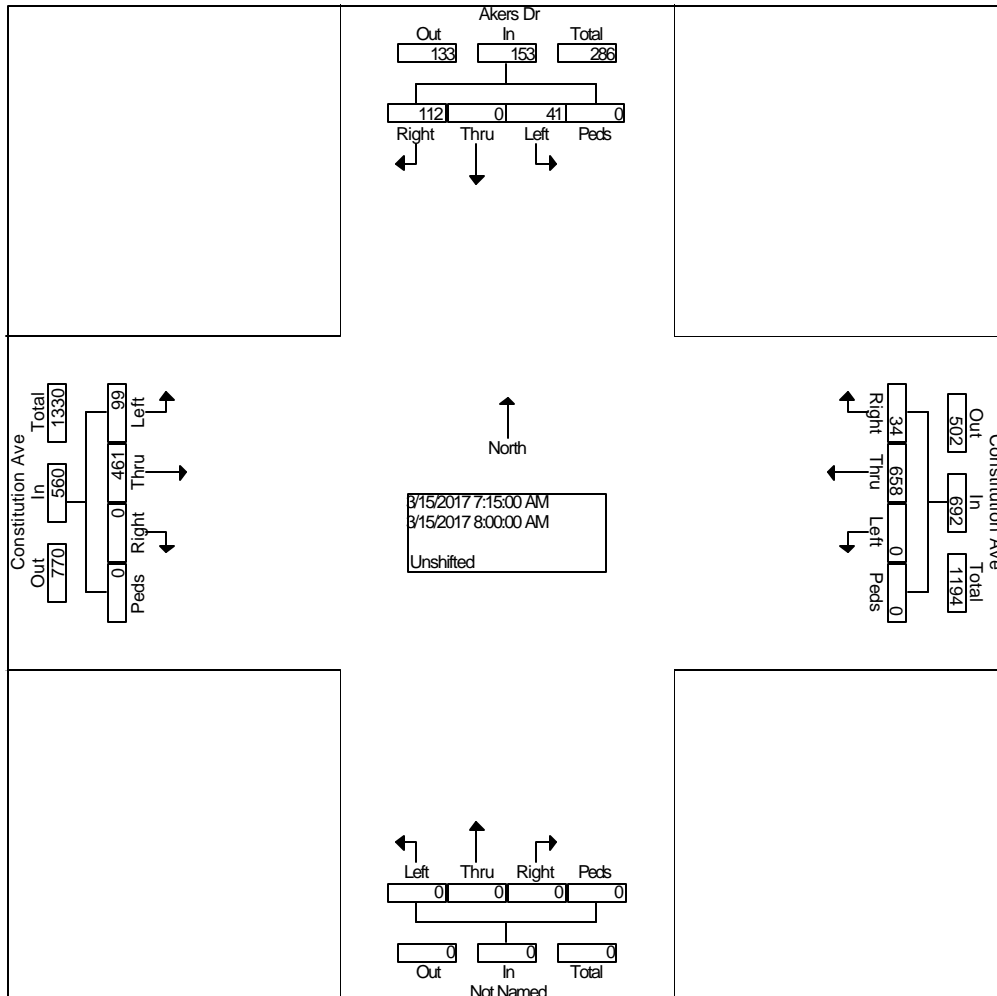 Akers Dr
Out In Total
133 153 286
112 0 41 0
Right Thru Left Peds
Constitution Ave
Total In Out
1330 560 770
99 461 0 0
Left Thru Right Peds
North
3/15/2017 7:15:00 AM
3/15/2017 8:00:00 AM
Unshifted
Right Thru Left Peds
34 658 0 0
502 692 1194
Out In Total
Constitution Ave
Left Thru Right Peds
0 0 0 0
0 0 0
Out In Total
Not Named